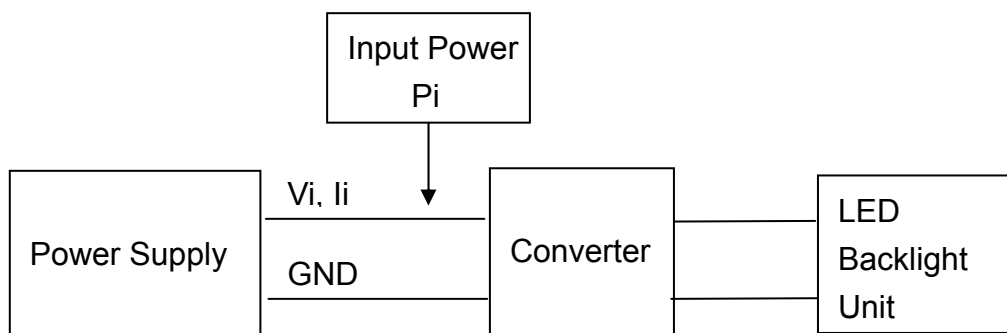 Input Power
Pi
Vi, Ii
Power Supply
GND
Converter
LED
Backlight
Unit